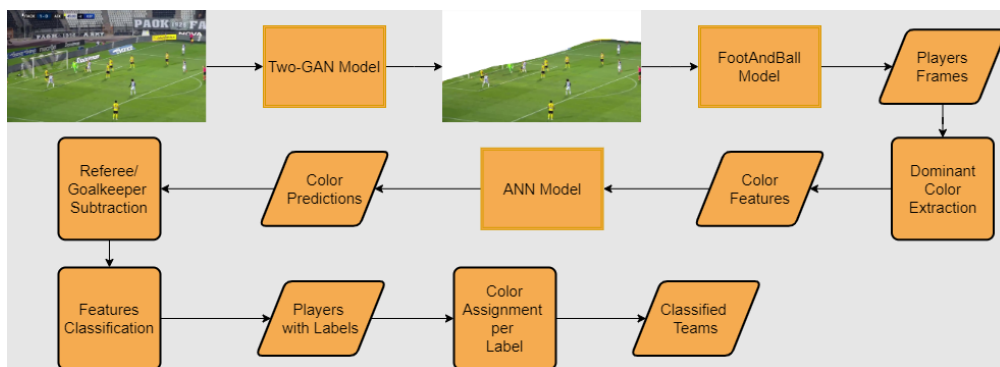 PAOK
Two-GAN Model
FootAndBall
Model
Players
Frames
Referee/
Goalkeeper
Subtraction
Color
Predictions
ANN Model
Color
Features
Dominant
Color
Extraction
Features
Classification
Players
with Labels
Color
Assignment
per
Label
Classified
Teams